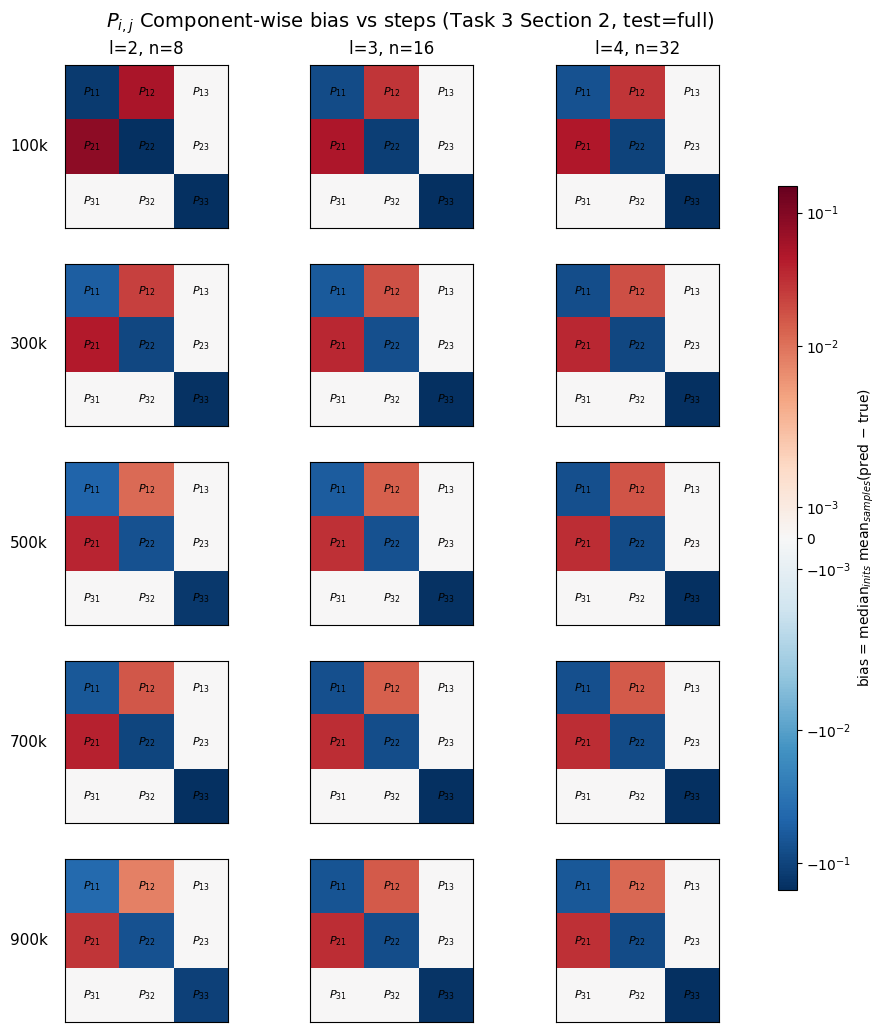 P_{i,j} Component-wise bias vs steps (Task 3 Section 2, test=full)
l=2, n=8 l=3, n=16 l=4, n=32
P₁₁ P₁₂ P₁₃ P₁₁ P₁₂ P₁₃ P₁₁ P₁₂ P₁₃
100k P₂₁ P₂₂ P₂₃ P₂₁ P₂₂ P₂₃ P₂₁ P₂₂ P₂₃
P₃₁ P₃₂ P₃₃ P₃₁ P₃₂ P₃₃ P₃₁ P₃₂ P₃₃
P₁₁ P₁₂ P₁₃ P₁₁ P₁₂ P₁₃ P₁₁ P₁₂ P₁₃
300k P₂₁ P₂₂ P₂₃ P₂₁ P₂₂ P₂₃ P₂₁ P₂₂ P₂₃
P₃₁ P₃₂ P₃₃ P₃₁ P₃₂ P₃₃ P₃₁ P₃₂ P₃₃
P₁₁ P₁₂ P₁₃ P₁₁ P₁₂ P₁₃ P₁₁ P₁₂ P₁₃
500k P₂₁ P₂₂ P₂₃ P₂₁ P₂₂ P₂₃ P₂₁ P₂₂ P₂₃
P₃₁ P₃₂ P₃₃ P₃₁ P₃₂ P₃₃ P₃₁ P₃₂ P₃₃
P₁₁ P₁₂ P₁₃ P₁₁ P₁₂ P₁₃ P₁₁ P₁₂ P₁₃
700k P₂₁ P₂₂ P₂₃ P₂₁ P₂₂ P₂₃ P₂₁ P₂₂ P₂₃
P₃₁ P₃₂ P₃₃ P₃₁ P₃₂ P₃₃ P₃₁ P₃₂ P₃₃
P₁₁ P₁₂ P₁₃ P₁₁ P₁₂ P₁₃ P₁₁ P₁₂ P₁₃
900k P₂₁ P₂₂ P₂₃ P₂₁ P₂₂ P₂₃ P₂₁ P₂₂ P₂₃
P₃₁ P₃₂ P₃₃ P₃₁ P₃₂ P₃₃ P₃₁ P₃₂ P₃₃
10⁻¹
10⁻²
10⁻³
0
−10⁻³
−10⁻²
−10⁻¹
bias = median_{inits} mean_{samples}(pred − true)